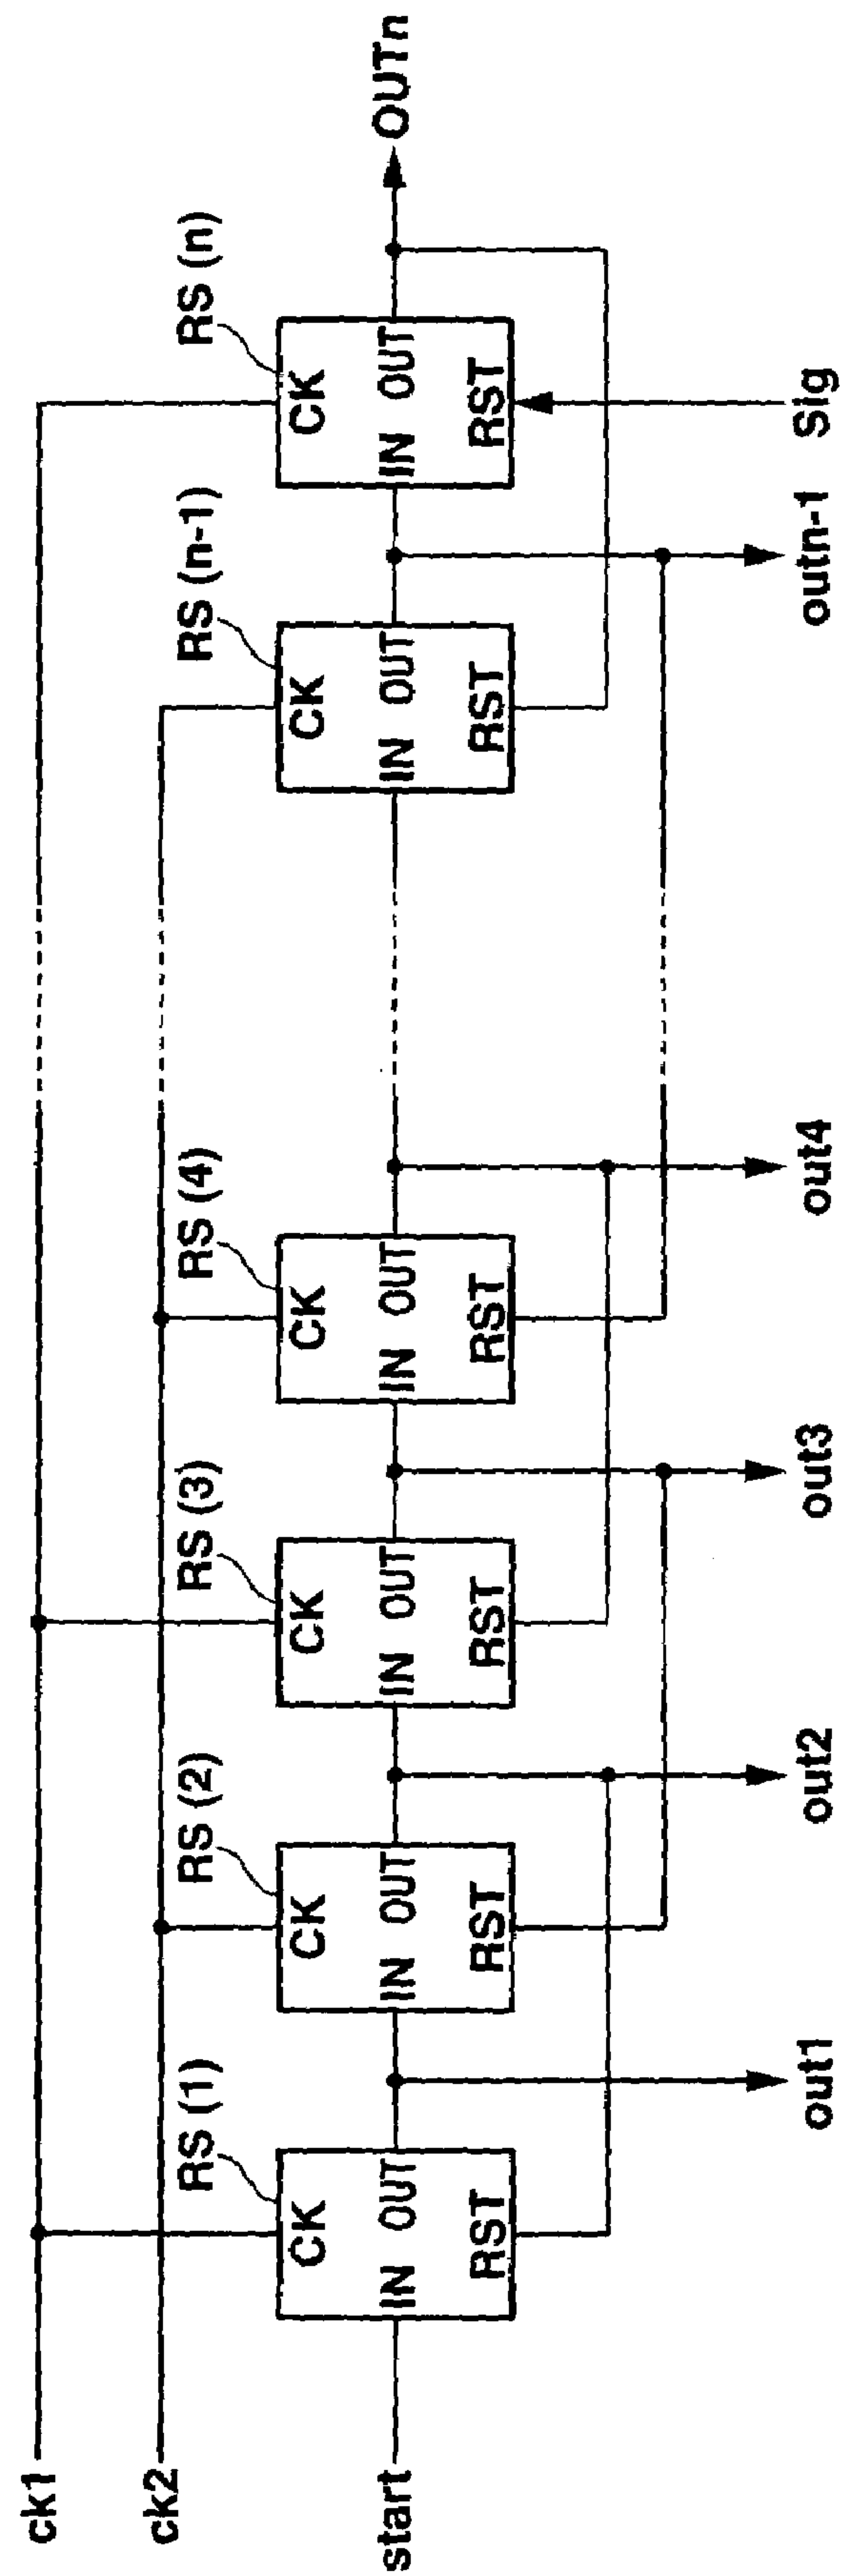 ck1
ck2
start
RS (1)
CK
IN OUT
RST
out1
RS (2)
CK
IN OUT
RST
out2
RS (3)
CK
IN OUT
RST
out3
RS (4)
CK
IN OUT
RST
out4
RS (n-1)
CK
IN OUT
RST
outn-1
RS (n)
CK
IN OUT
RST
Sig
OUTn